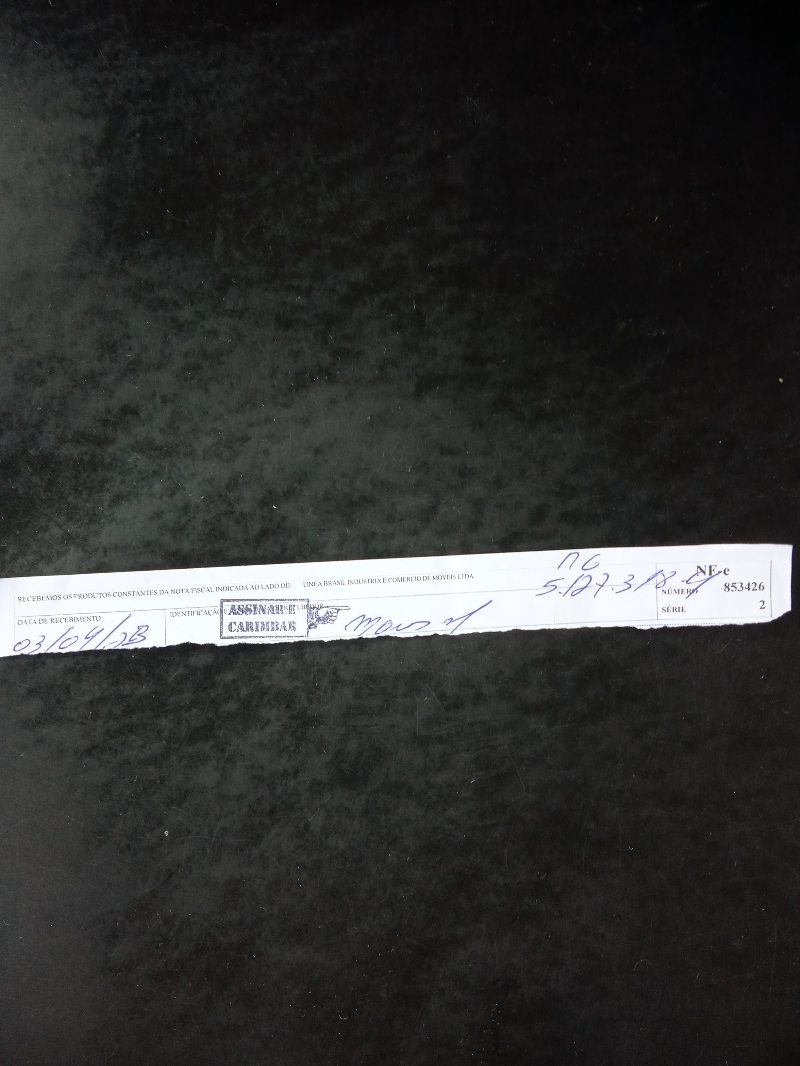 RECEBEMOS OS PRODUTOS CONSTANTES DA NOTA FISCAL INDICADA AO LADO DE: LINEA BRASIL INDUSTRIA E COMERCIO DE MOVEIS LTDA
NF-e
NÚMERO 853426
SÉRIE 2
DATA DE RECEBIMENTO
03/04/23
IDENTIFICAÇÃO
ASSINAR E
CARIMBAR